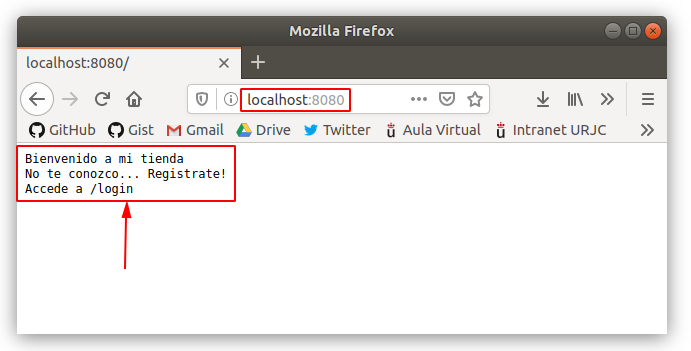 Mozilla Firefox
localhost:8080/
localhost:8080
GitHub Gist Gmail Drive Twitter Aula Virtual Intranet URJC
Bienvenido a mi tienda
No te conozco... Registrate!
Accede a /login